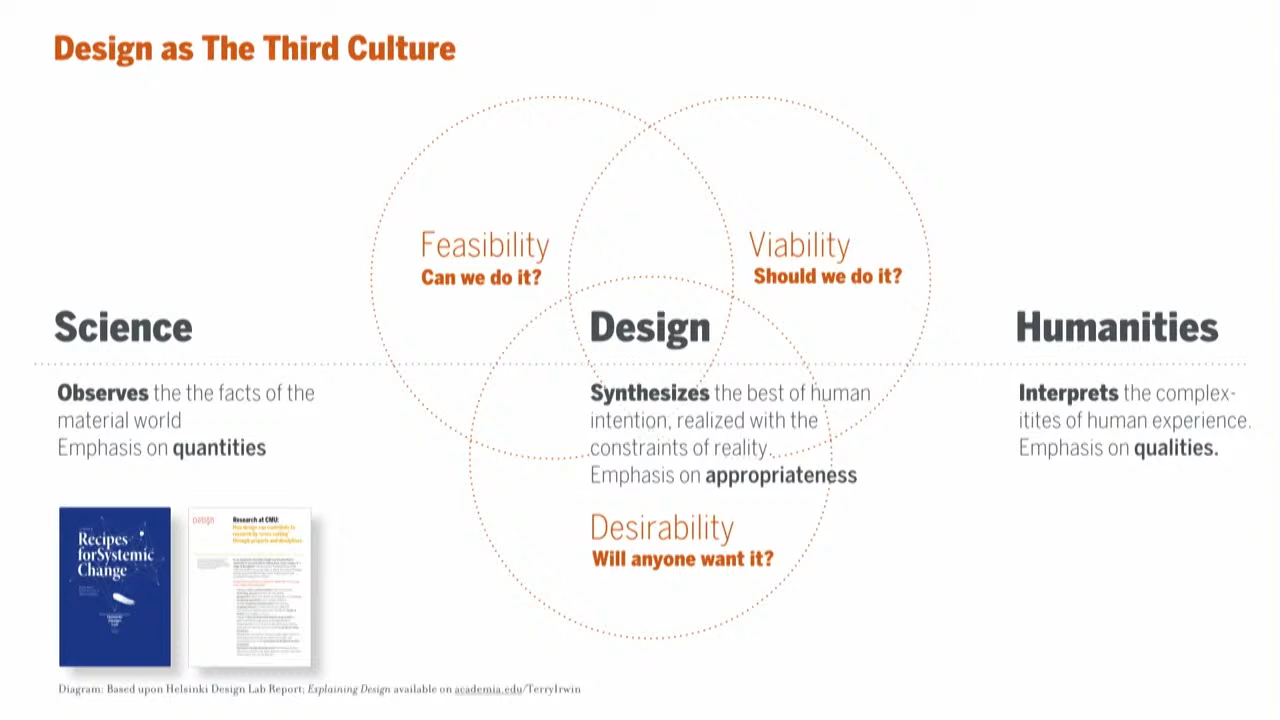 Design as The Third Culture
Feasibility
Can we do it?
Viability
Should we do it?
Science
Observes the the facts of the
material world
Emphasis on quantities
Design
Synthesizes the best of human
intention, realized with the
constraints of reality.
Emphasis on appropriateness
Humanities
Interprets the complex-
itites of human experience.
Emphasis on qualities.
Desirability
Will anyone want it?
Recipes
forSystemic
Change
Design
Research at CMU:
Diagram: Based upon Helsinki Design Lab Report; Explaining Design available on academia.edu/TerryIrwin